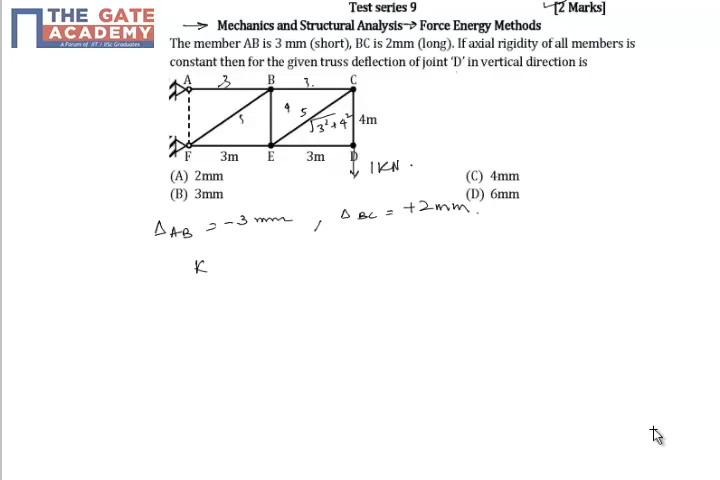 Test series 9 [2 Marks]
THE GATE
ACADEMY
A Forum of IIT / IISc Graduates
→ Mechanics and Structural Analysis→ Force Energy Methods
The member AB is 3 mm (short), BC is 2mm (long). If axial rigidity of all members is
constant then for the given truss deflection of joint 'D' in vertical direction is
A 3 B 3 C
5 4 5 √3²+4² 4m
F 3m E 3m D
1KN
(A) 2mm (C) 4mm
(B) 3mm (D) 6mm
Δ AB = -3 mm , Δ BC = +2mm.
K